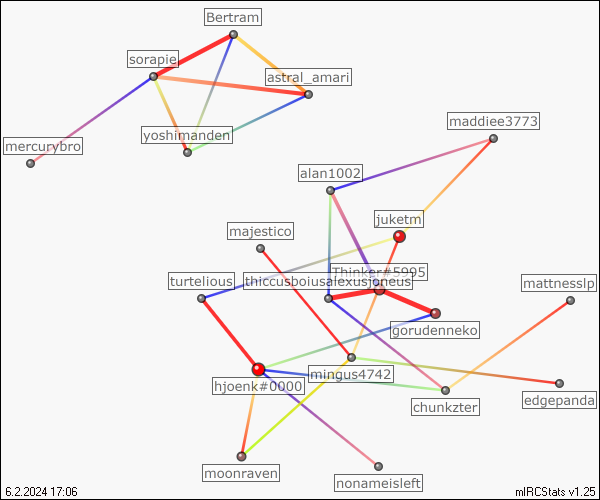 Bertram
sorapie
astral_amari
maddiee3773
yoshimanden
mercurybro
alan1002
juketm
majestico
Thinker#5995
turtelious
mattnesslp
gorudenneko
mingus4742
hjoenk#0000
chunkzter
edgepanda
moonraven
nonameisleft
6.2.2024 17:06
mIRCStats v1.25